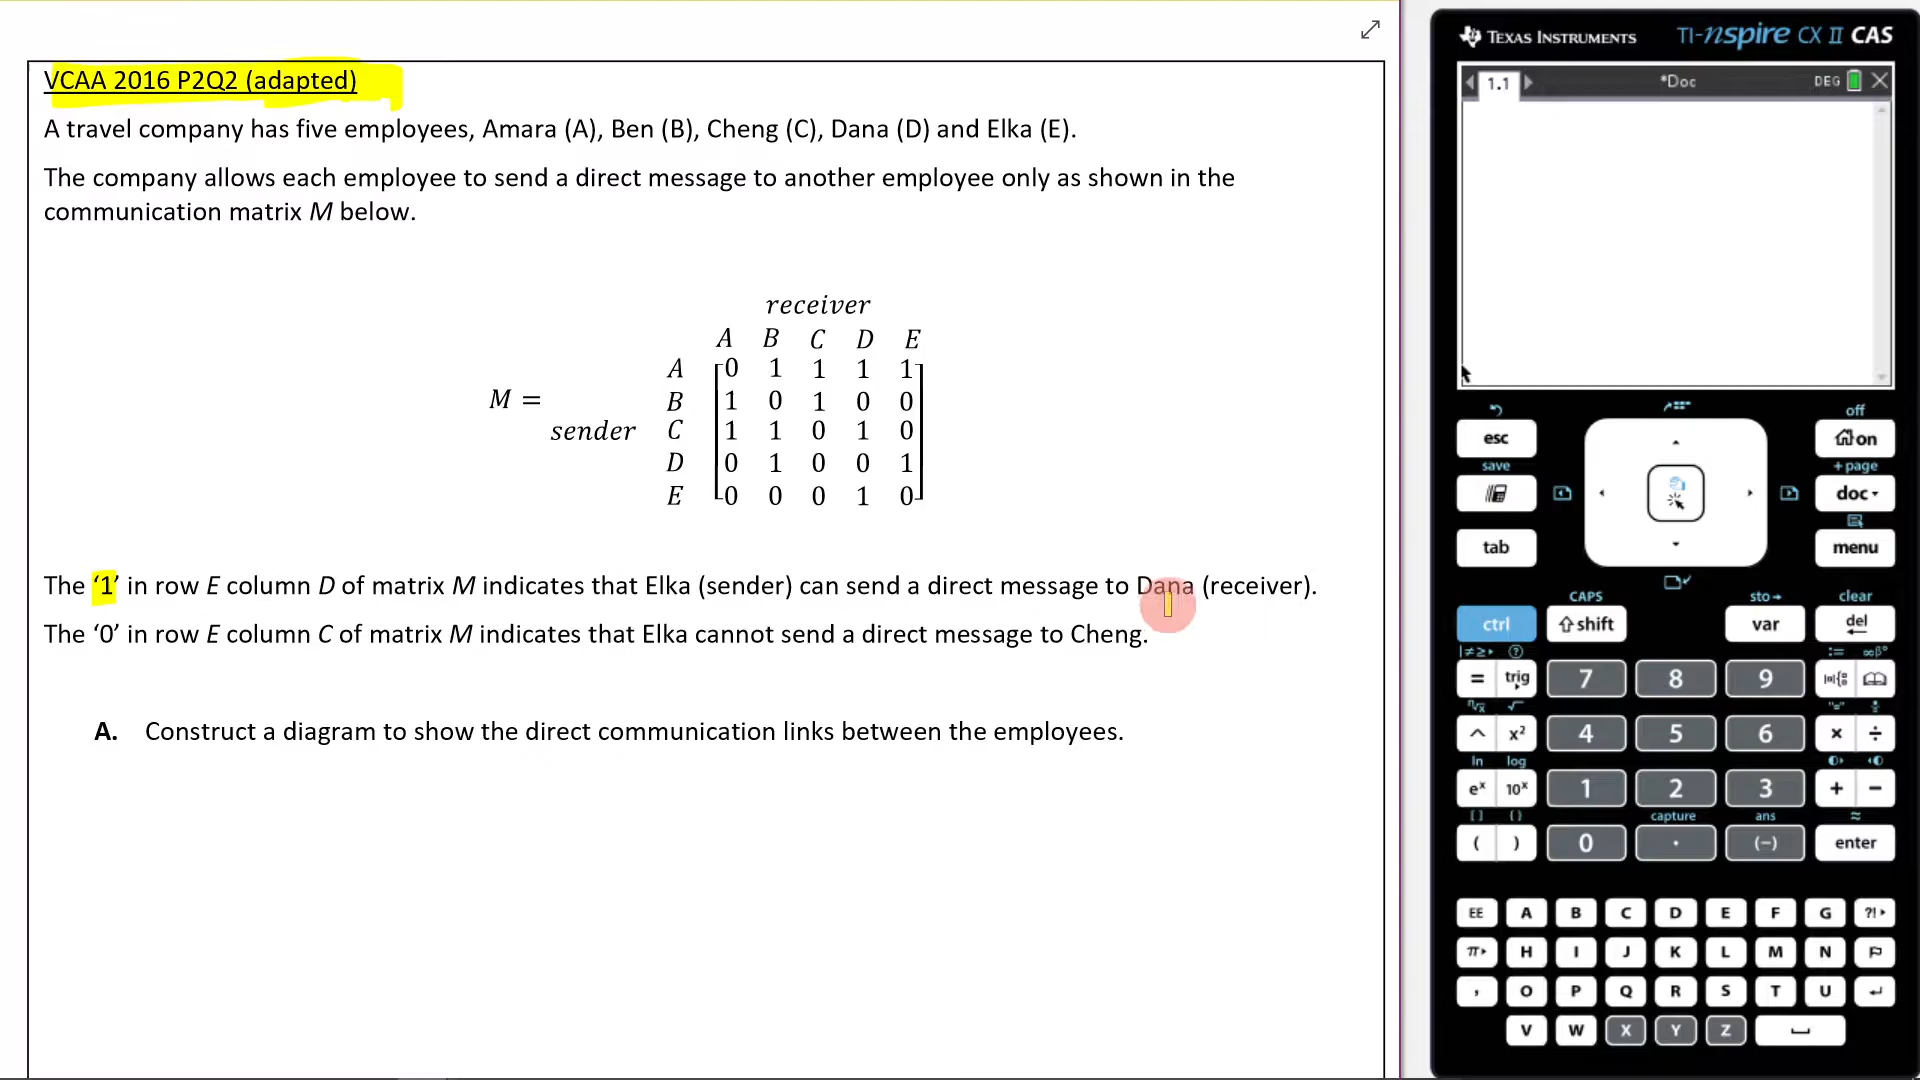 VCAA 2016 P2Q2 (adapted)
A travel company has five employees, Amara (A), Ben (B), Cheng (C), Dana (D) and Elka (E).
The company allows each employee to send a direct message to another employee only as shown in the
communication matrix M below.
receiver
A B C D E
A 0 1 1 1 1
M = B 1 0 1 0 0
sender C 1 1 0 1 0
D 0 1 0 0 1
E 0 0 0 1 0
The ‘1’ in row E column D of matrix M indicates that Elka (sender) can send a direct message to Dana (receiver).
The ‘0’ in row E column C of matrix M indicates that Elka cannot send a direct message to Cheng.
A. Construct a diagram to show the direct communication links between the employees.
TEXAS INSTRUMENTS TI-nspire CX II CAS
1.1 *Doc DEG
off
esc on
save +page
doc
tab menu
CAPS sto→ clear
ctrl shift var del
|≠≥▸ ? := ∞β°
= trig 7 8 9
ⁿ√x √ "="
^ x² 4 5 6 × ÷
ln log
eˣ 10ˣ 1 2 3 + −
[ ] { } capture ans ≈
( ) 0 . (−) enter
EE A B C D E F G ?!▸
π▸ H I J K L M N
, O P Q R S T U
V W X Y Z